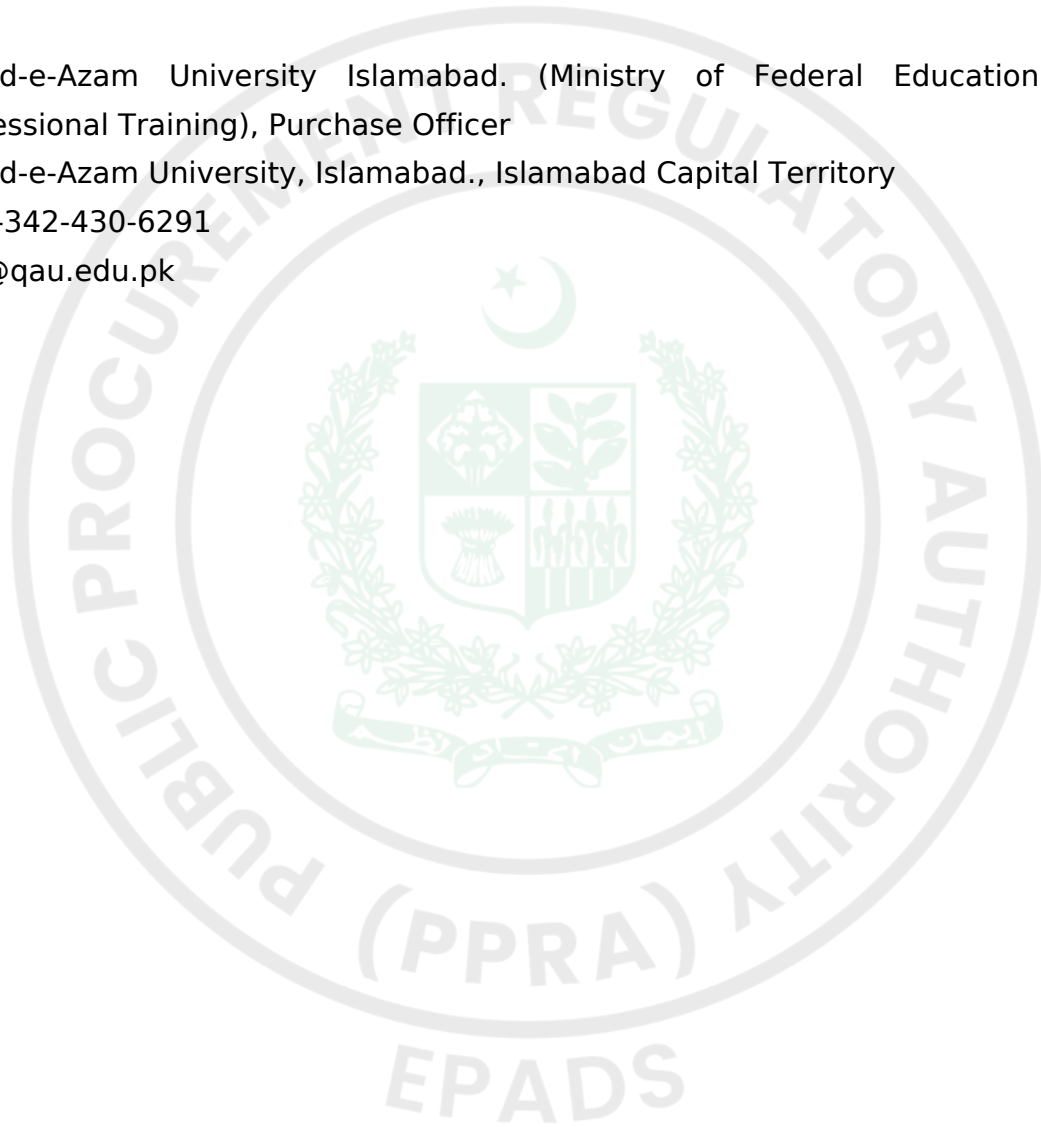 d-e-Azam University Islamabad. (Ministry of Federal Education
essional Training), Purchase Officer
d-e-Azam University, Islamabad., Islamabad Capital Territory
-342-430-6291
@qau.edu.pk
PUBLIC PROCUREMENT REGULATORY AUTHORITY
(PPRA)
EPADS